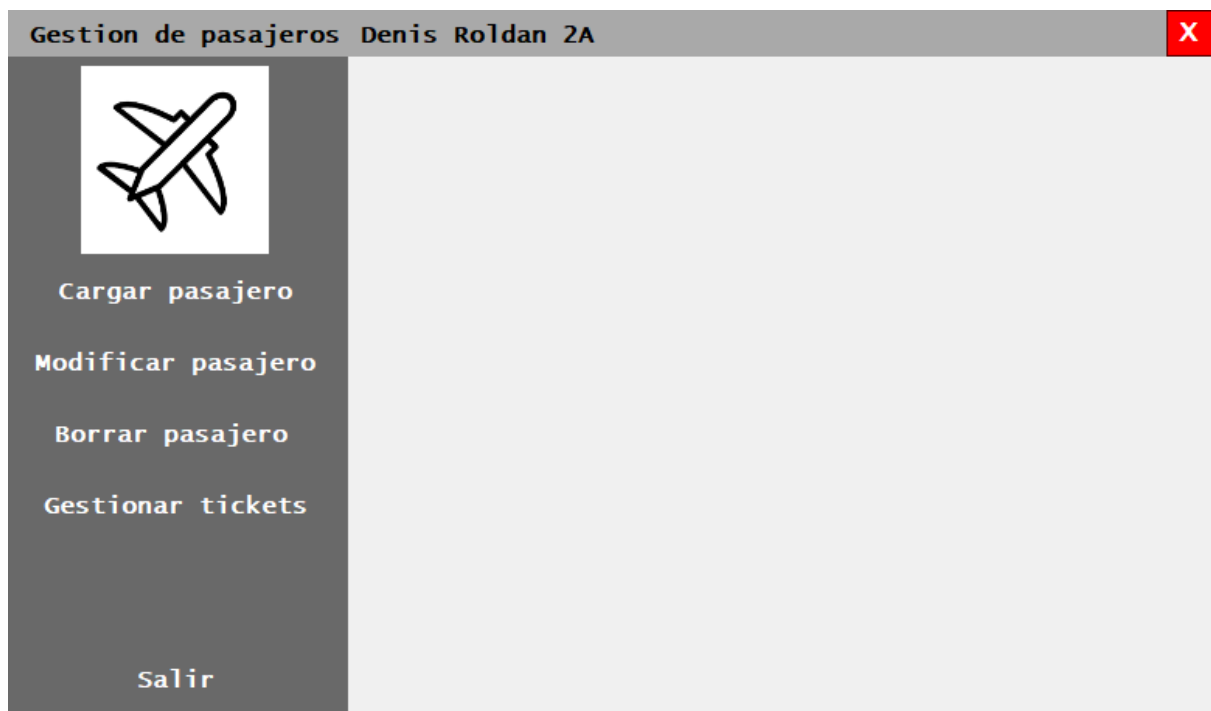 Gestion de pasajeros Denis Roldan 2A
X
Cargar pasajero
Modificar pasajero
Borrar pasajero
Gestionar tickets
Salir